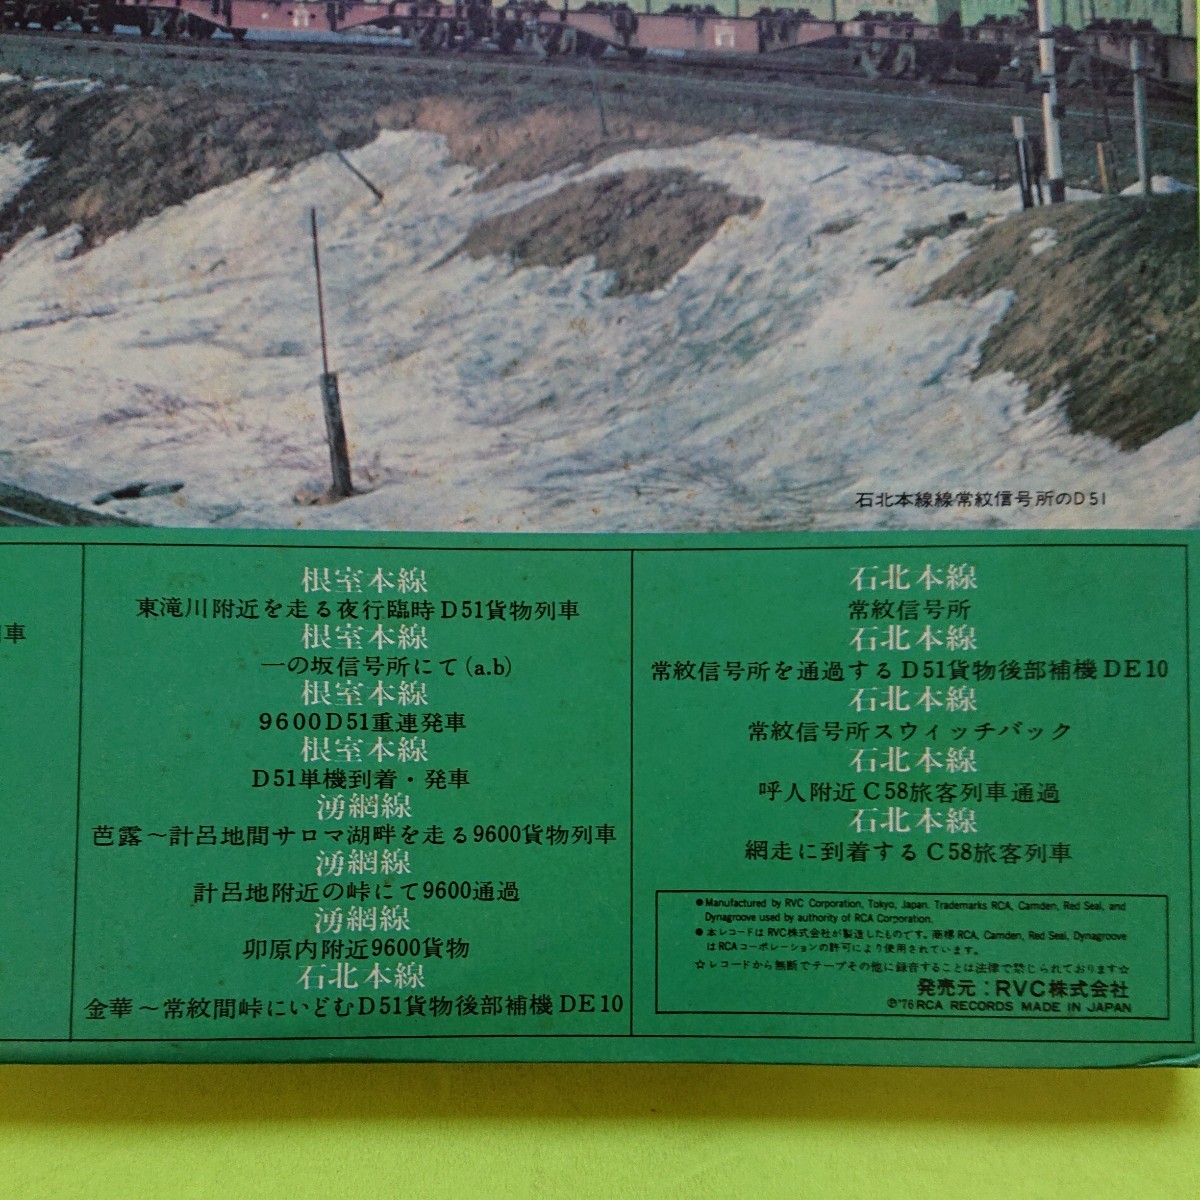 石北本線線常紋信号所のD51
車
根室本線
東滝川附近を走る夜行臨時D51貨物列車
根室本線
一の坂信号所にて(a.b)
根室本線
9600D51重連発車
根室本線
D51単機到着・発車
湧網線
芭露～計呂地間サロマ湖畔を走る9600貨物列車
湧網線
計呂地附近の峠にて9600通過
湧網線
卯原内附近9600貨物
石北本線
金華～常紋間峠にいどむD51貨物後部補機DE10
石北本線
常紋信号所
石北本線
常紋信号所を通過するD51貨物後部補機DE10
石北本線
常紋信号所スウィッチバック
石北本線
呼人附近C58旅客列車通過
石北本線
網走に到着するC58旅客列車
●Manufactured by RVC Corporation, Tokyo, Japan. Trademarks RCA, Camden, Red Seal, and
Dynagroove used by authority of RCA Corporation.
●本レコードはRVC株式会社が製造したものです。商標RCA, Camden, Red Seal, Dynagroove
はRCAコーポレーションの許可により使用されています。
☆レコードから無断でテープその他に録音することは法律で禁じられております☆
発売元：RVC株式会社
℗'76 RCA RECORDS MADE IN JAPAN